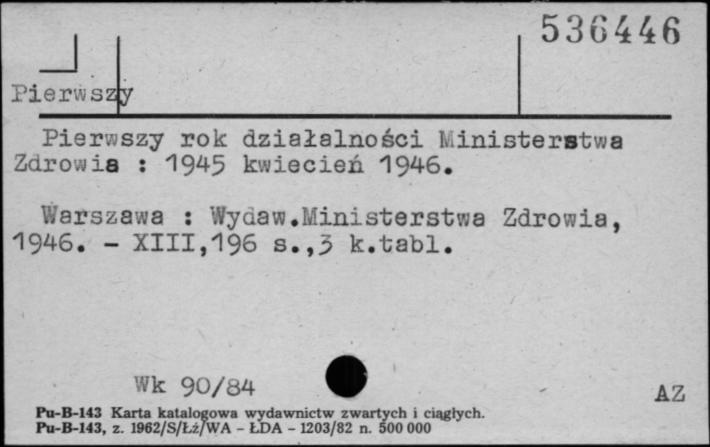 536446
Pierwszy
Pierwszy rok działalności Ministerstwa
Zdrowia : 1945 kwiecień 1946.
Warszawa : Wydaw.Ministerstwa Zdrowia,
1946. - XIII,196 s.,3 k.tabl.
Wk 90/84
AZ
Pu-B-143 Karta katalogowa wydawnictw zwartych i ciągłych.
Pu-B-143, z. 1962/S/Łź/WA - ŁDA - 1203/82 n. 500 000